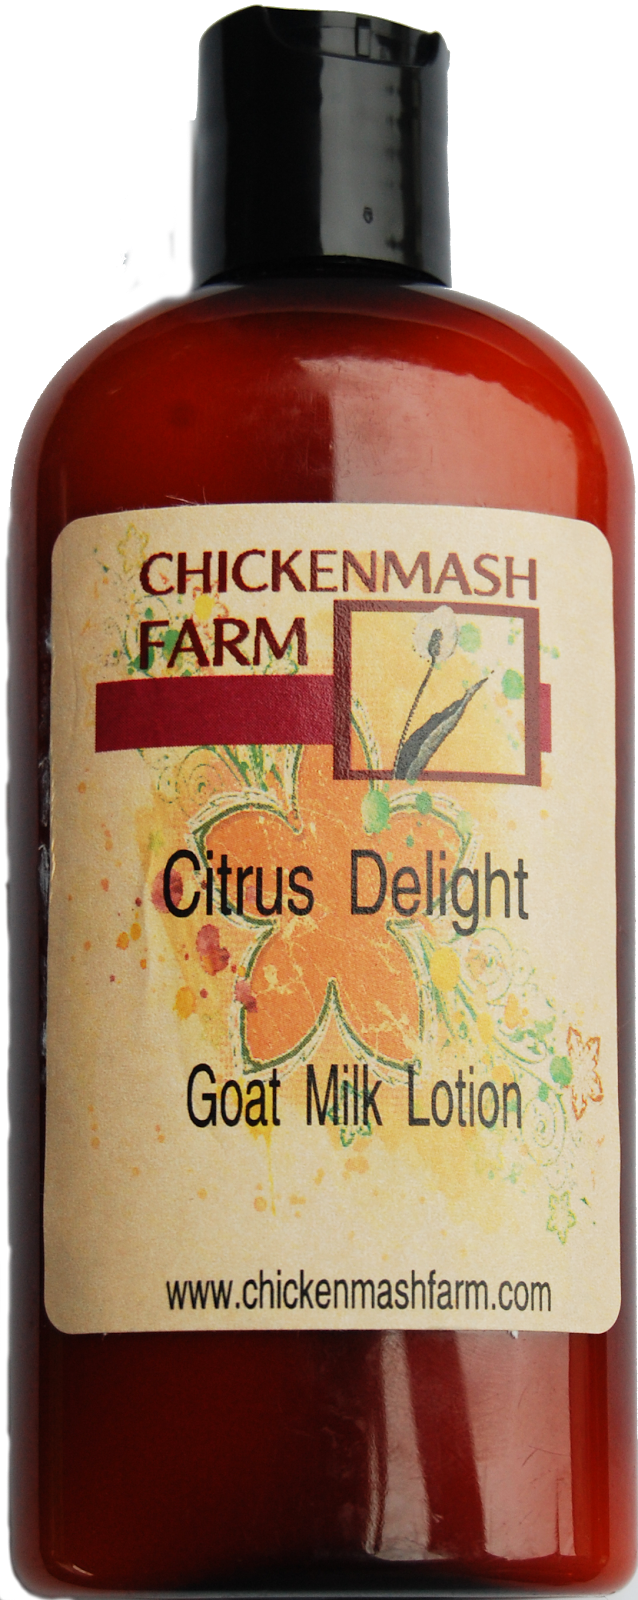 CHICKENMASH
FARM
Citrus Delight
Goat Milk Lotion
www.chickenmashfarm.com